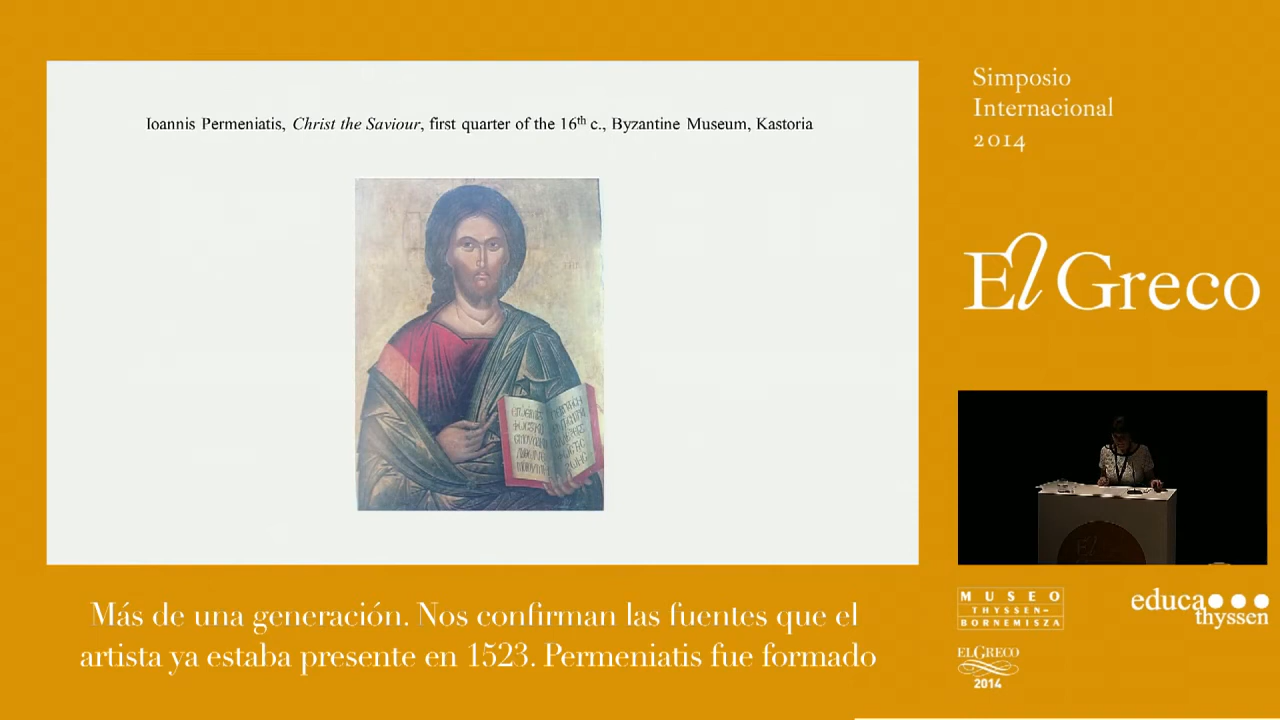 Ioannis Permeniatis, Christ the Saviour, first quarter of the 16th c., Byzantine Museum, Kastoria
Simposio
Internacional
2014
El Greco
Más de una generación. Nos confirman las fuentes que el
artista ya estaba presente en 1523. Permeniatis fue formado
MUSEO
THYSSEN-
BORNEMISZA
educa
thyssen
EL GRECO
2014